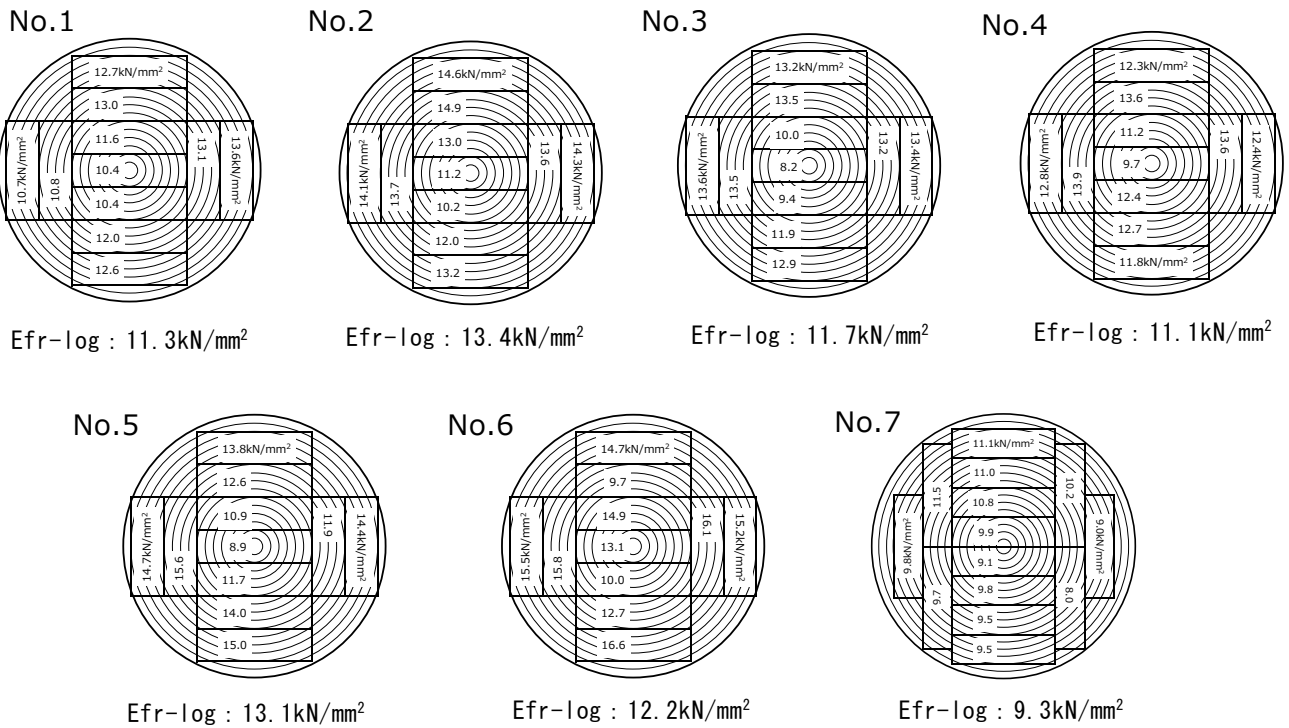 No.1
12.7kN/mm²
13.0
11.6
10.4
10.4
12.0
12.6
10.7kN/mm²
10.8
13.1
13.6kN/mm²
Efr-log : 11.3kN/mm²
No.2
14.6kN/mm²
14.9
13.0
11.2
10.2
12.0
13.2
14.1kN/mm²
13.7
13.6
14.3kN/mm²
Efr-log : 13.4kN/mm²
No.3
13.2kN/mm²
13.5
10.0
8.2
9.4
11.9
12.9
13.6kN/mm²
13.5
13.2
13.4kN/mm²
Efr-log : 11.7kN/mm²
No.4
12.3kN/mm²
13.6
11.2
9.7
12.4
12.7
11.8kN/mm²
12.8kN/mm²
13.9
13.6
12.4kN/mm²
Efr-log : 11.1kN/mm²
No.5
13.8kN/mm²
12.6
10.9
8.9
11.7
14.0
15.0
14.7kN/mm²
15.6
11.9
14.4kN/mm²
Efr-log : 13.1kN/mm²
No.6
14.7kN/mm²
9.7
14.9
13.1
10.0
12.7
16.6
15.5kN/mm²
15.8
16.1
15.2kN/mm²
Efr-log : 12.2kN/mm²
No.7
11.1kN/mm²
11.0
10.8
9.9
9.1
9.8
9.5
9.5
9.8kN/mm²
11.5
9.7
10.2
8.0
9.0kN/mm²
Efr-log : 9.3kN/mm²